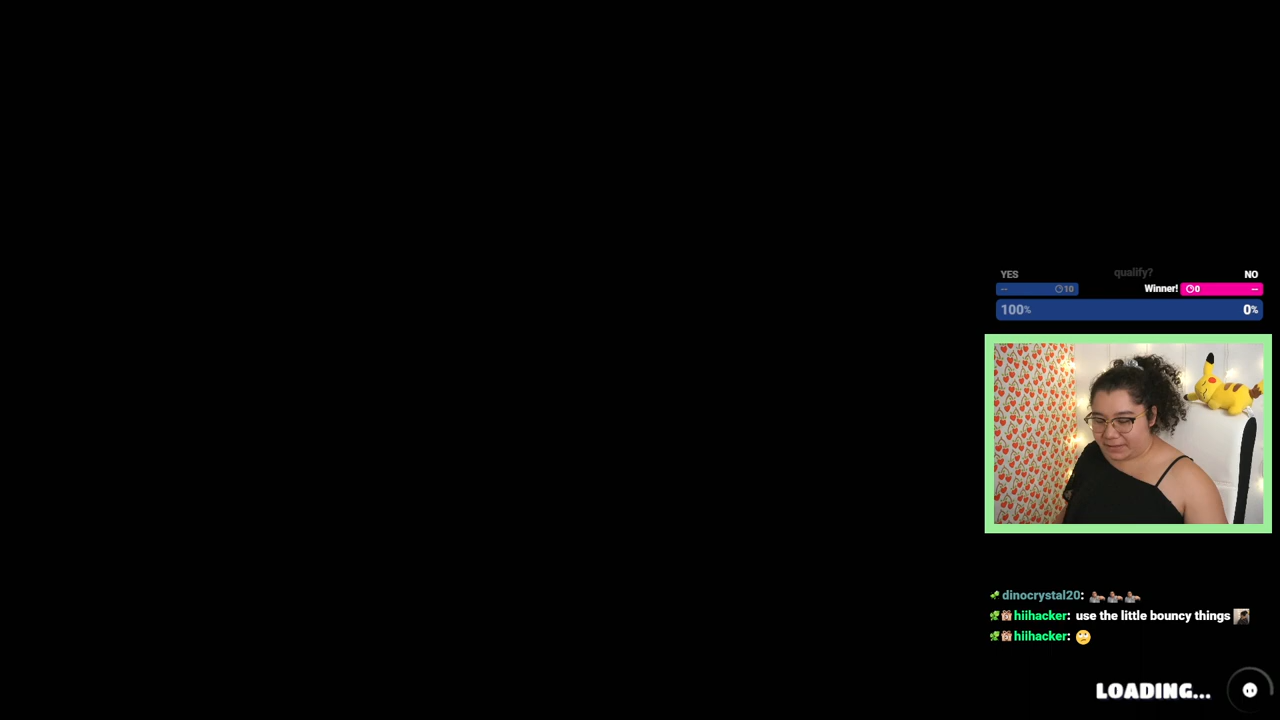 qualify?
YES NO
-- 10 Winner! 0 --
100% 0%
dinocrystal20:
hiihacker: use the little bouncy things
hiihacker:
LOADING...